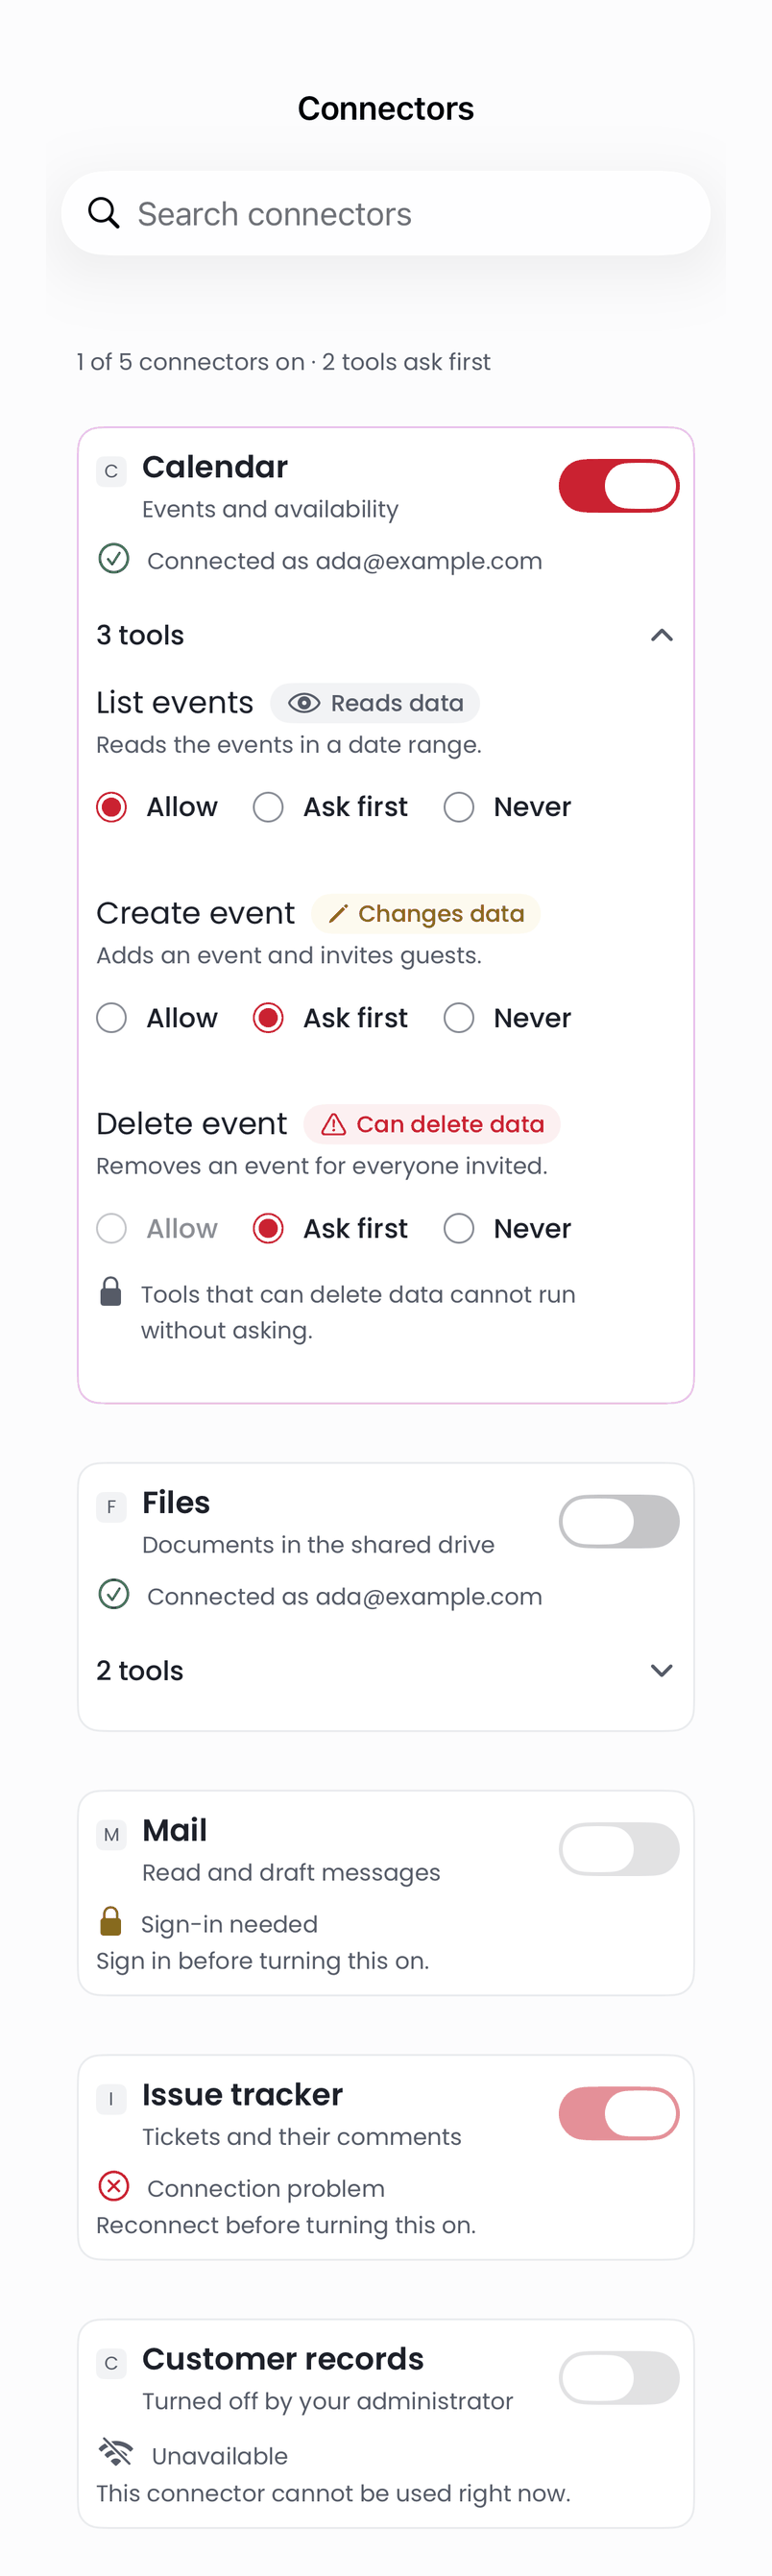 Connectors
Search connectors
1 of 5 connectors on · 2 tools ask first
C Calendar
Events and availability
Connected as ada@example.com
3 tools
List events Reads data
Reads the events in a date range.
Allow Ask first Never
Create event Changes data
Adds an event and invites guests.
Allow Ask first Never
Delete event Can delete data
Removes an event for everyone invited.
Allow Ask first Never
Tools that can delete data cannot run
without asking.
F Files
Documents in the shared drive
Connected as ada@example.com
2 tools
M Mail
Read and draft messages
Sign-in needed
Sign in before turning this on.
I Issue tracker
Tickets and their comments
Connection problem
Reconnect before turning this on.
C Customer records
Turned off by your administrator
Unavailable
This connector cannot be used right now.